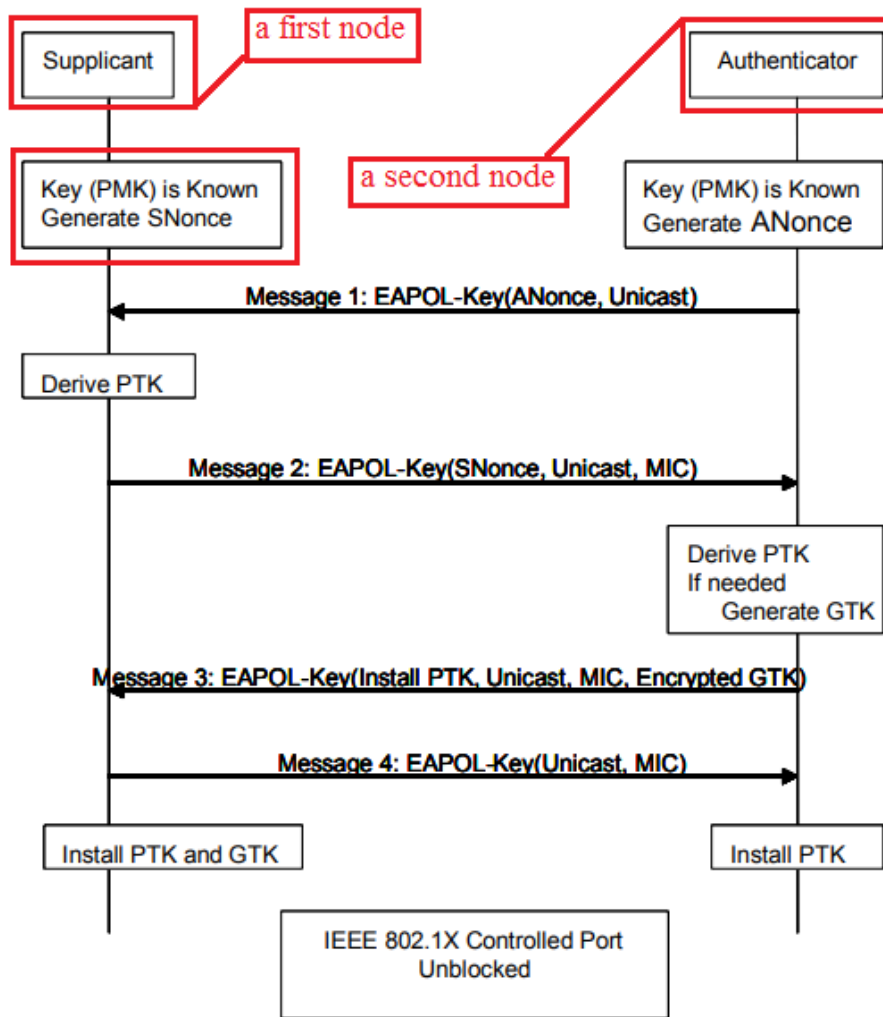 a first node
Supplicant
Authenticator
a second node
Key (PMK) is Known
Generate SNonce
Key (PMK) is Known
Generate ANonce
Message 1: EAPOL-Key(ANonce, Unicast)
Derive PTK
Message 2: EAPOL-Key(SNonce, Unicast, MIC)
Derive PTK
If needed
Generate GTK
Message 3: EAPOL-Key(Install PTK, Unicast, MIC, Encrypted GTK)
Message 4: EAPOL-Key(Unicast, MIC)
Install PTK and GTK
Install PTK
IEEE 802.1X Controlled Port
Unblocked